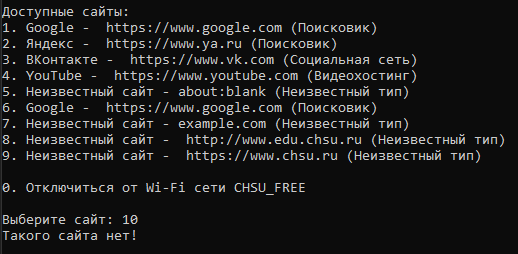 Доступные сайты:
1. Google -  https://www.google.com (Поисковик)
2. Яндекс -  https://www.ya.ru (Поисковик)
3. ВКонтакте -  https://www.vk.com (Социальная сеть)
4. YouTube -  https://www.youtube.com (Видеохостинг)
5. Неизвестный сайт - about:blank (Неизвестный тип)
6. Google -  https://www.google.com (Поисковик)
7. Неизвестный сайт - example.com (Неизвестный тип)
8. Неизвестный сайт -  http://www.edu.chsu.ru (Неизвестный тип)
9. Неизвестный сайт -  https://www.chsu.ru (Неизвестный тип)
0. Отключиться от Wi-Fi сети CHSU_FREE
Выберите сайт: 10
Такого сайта нет!